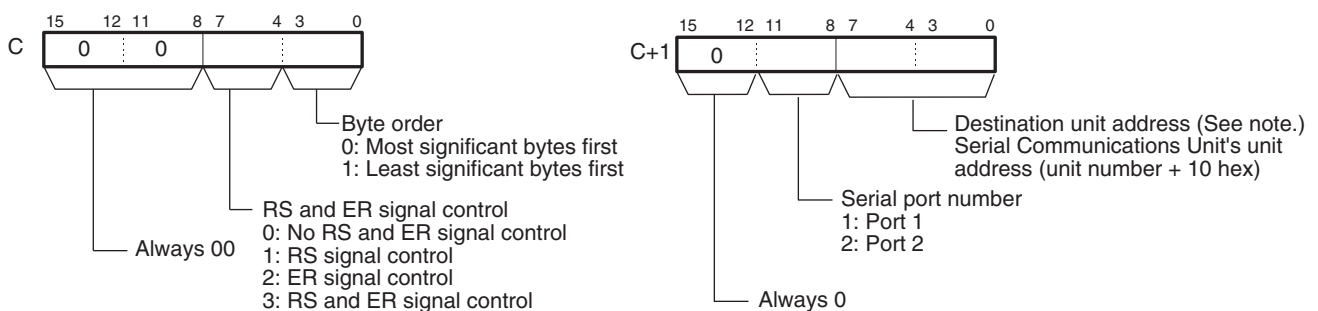 15 12 11 8 7 4 3 0
C 0 0
Byte order
0: Most significant bytes first
1: Least significant bytes first
RS and ER signal control
0: No RS and ER signal control
1: RS signal control
2: ER signal control
3: RS and ER signal control
Always 00
15 12 11 8 7 4 3 0
C+1 0
Destination unit address (See note.)
Serial Communications Unit's unit
address (unit number + 10 hex)
Serial port number
1: Port 1
2: Port 2
Always 0